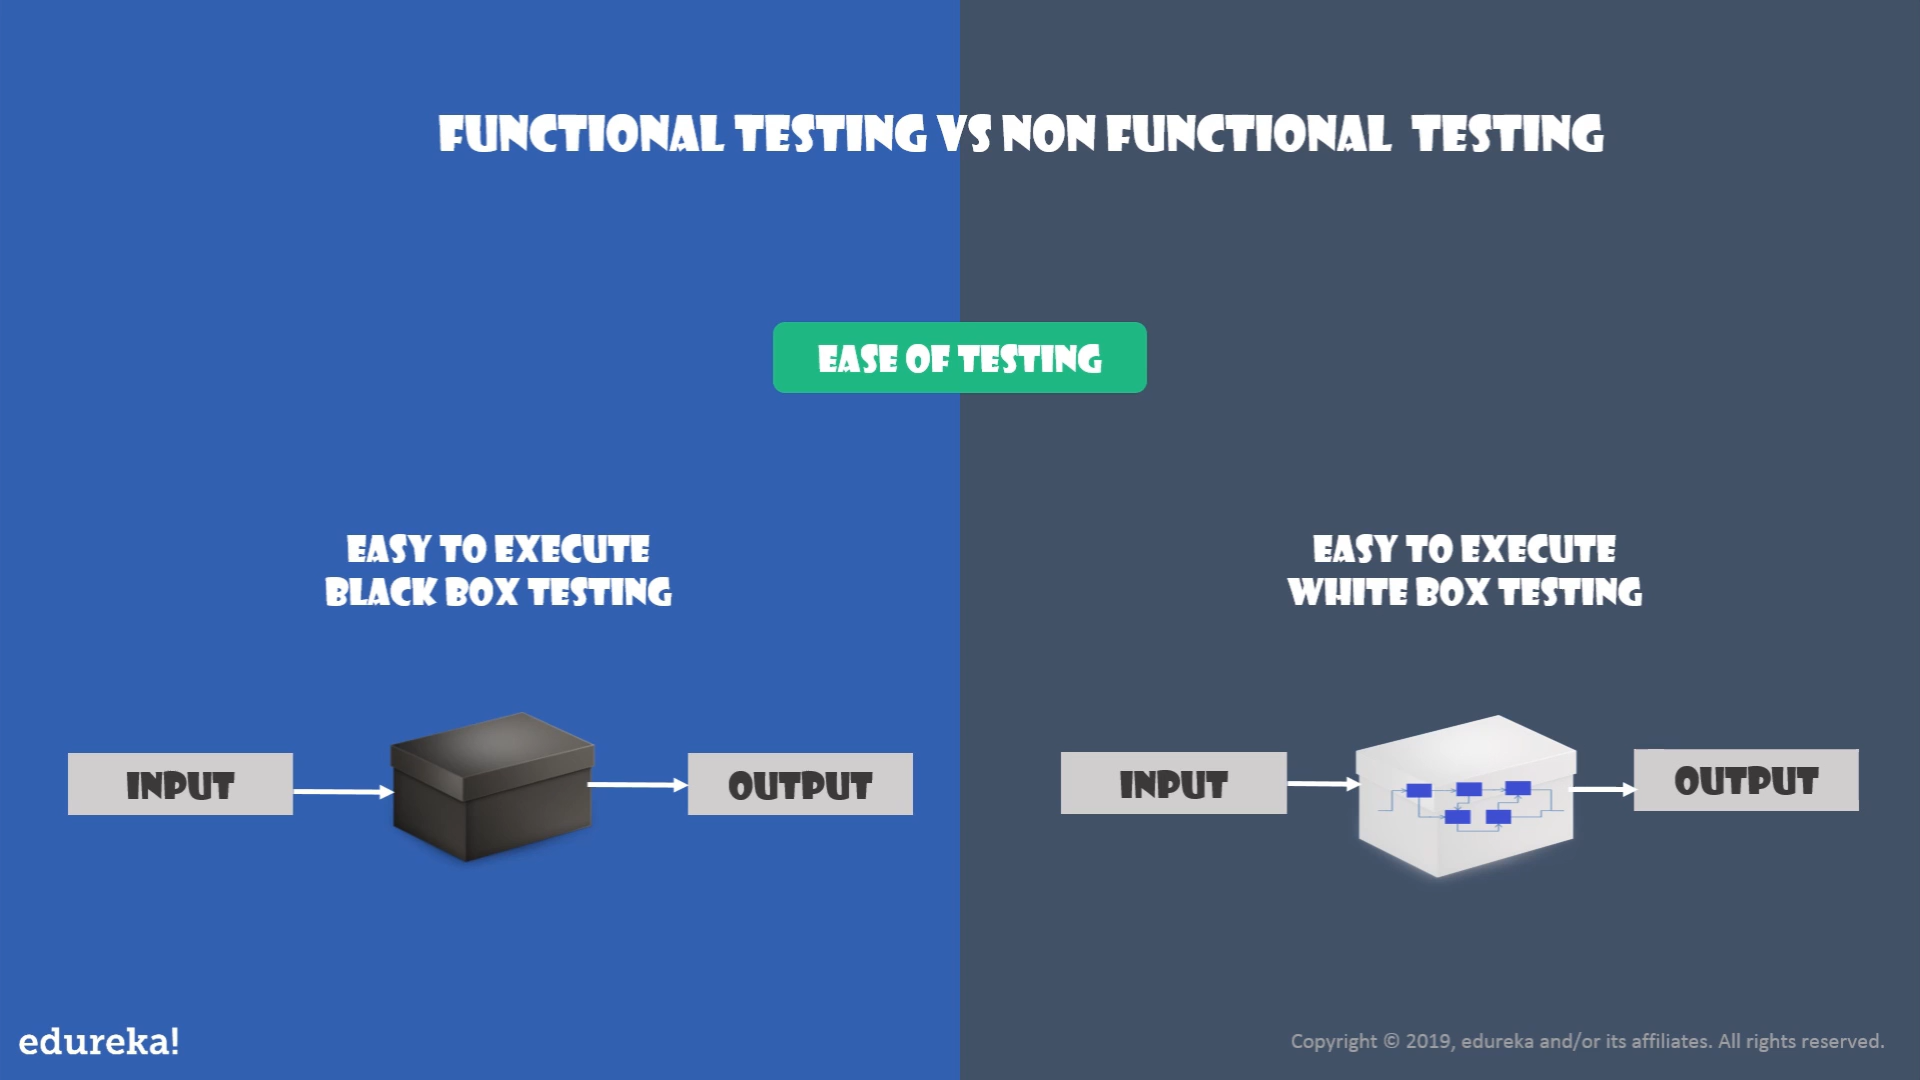 FUNCTIONAL TESTING VS NON FUNCTIONAL TESTING
EASE OF TESTING
EASY TO EXECUTE
BLACK BOX TESTING
INPUT
OUTPUT
EASY TO EXECUTE
WHITE BOX TESTING
INPUT
OUTPUT
edureka!
Copyright © 2019, edureka and/or its affiliates. All rights reserved.